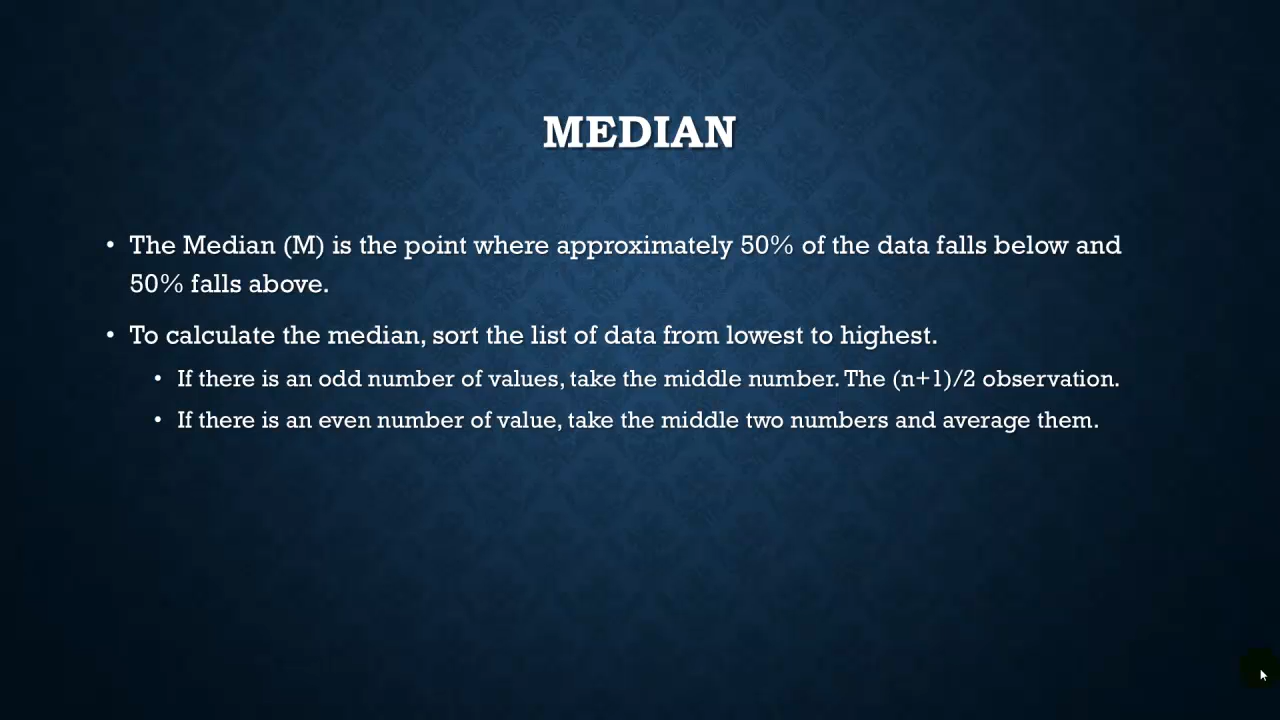 MEDIAN
• The Median (M) is the point where approximately 50% of the data falls below and
50% falls above.
• To calculate the median, sort the list of data from lowest to highest.
• If there is an odd number of values, take the middle number. The (n+1)/2 observation.
• If there is an even number of value, take the middle two numbers and average them.